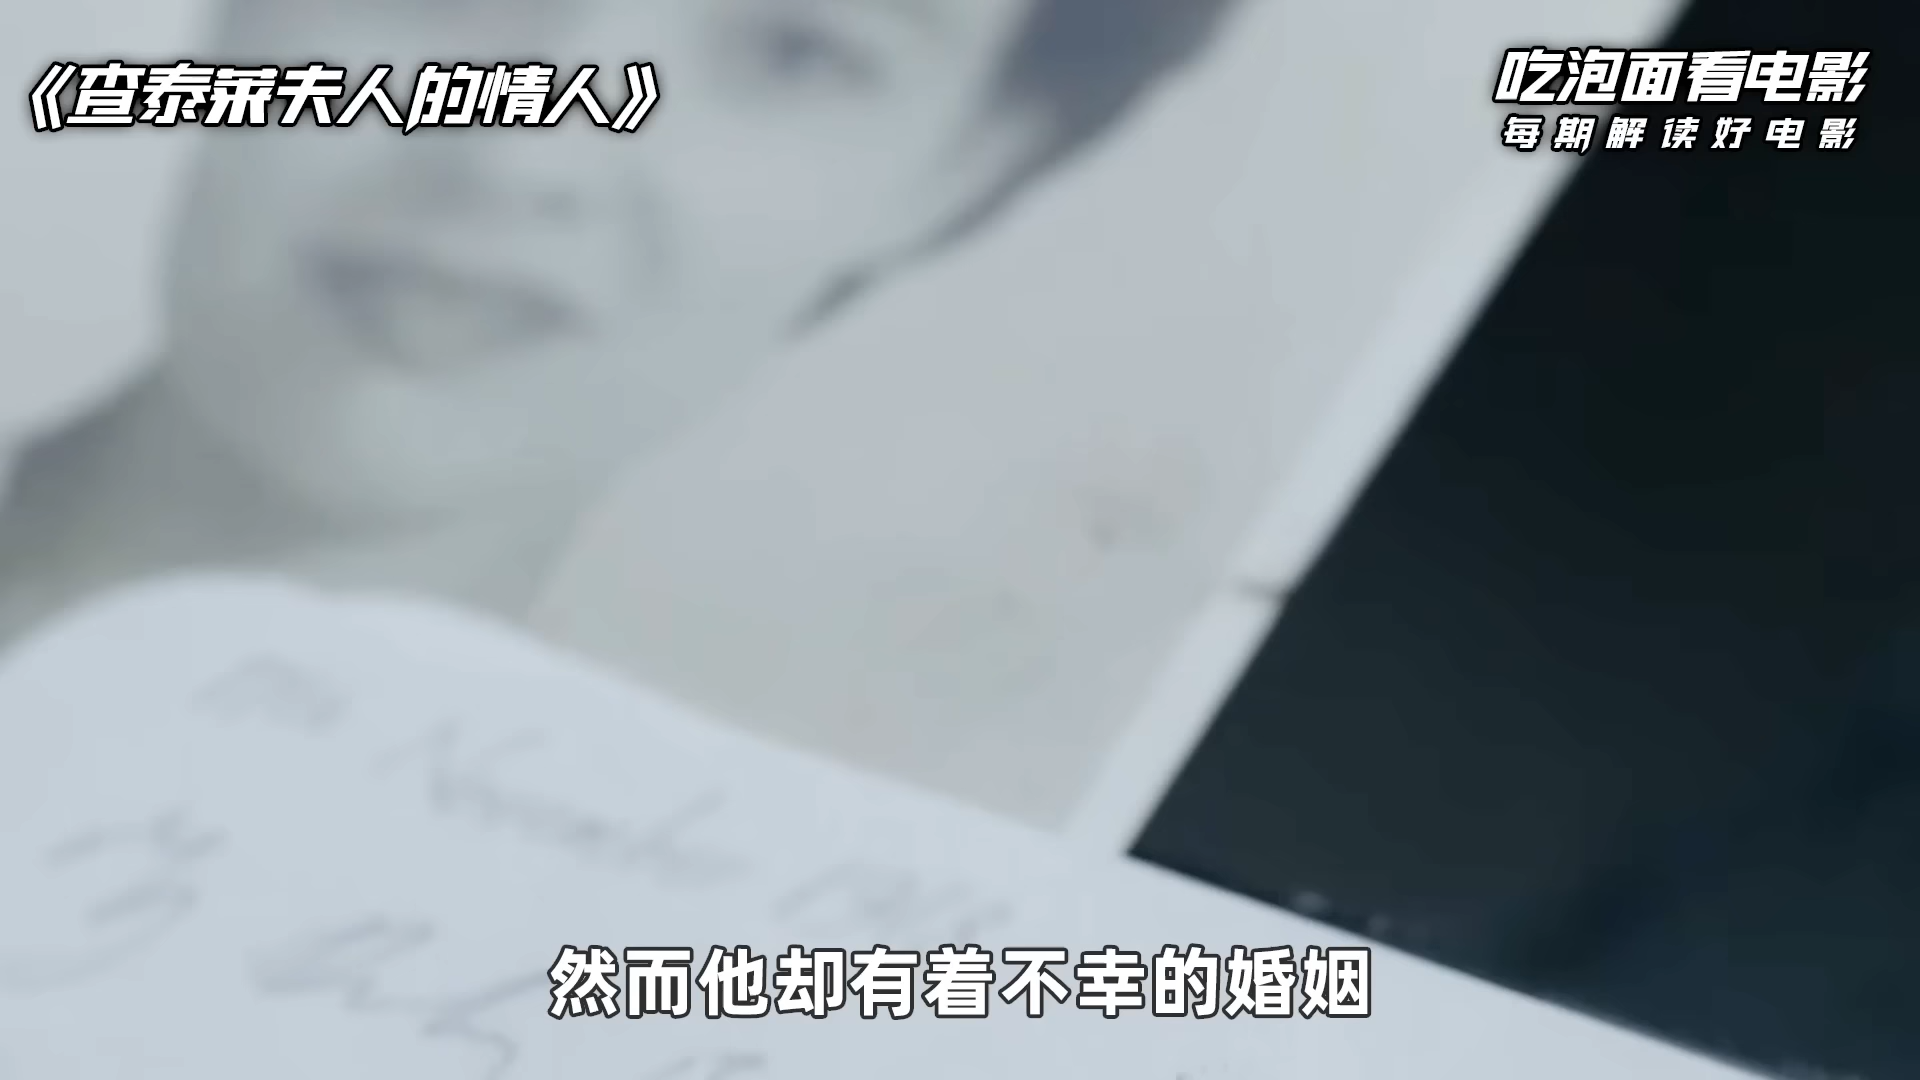 《查泰莱夫人的情人》
吃泡面看电影
每期解读好电影
November
然而他却有着不幸的婚姻